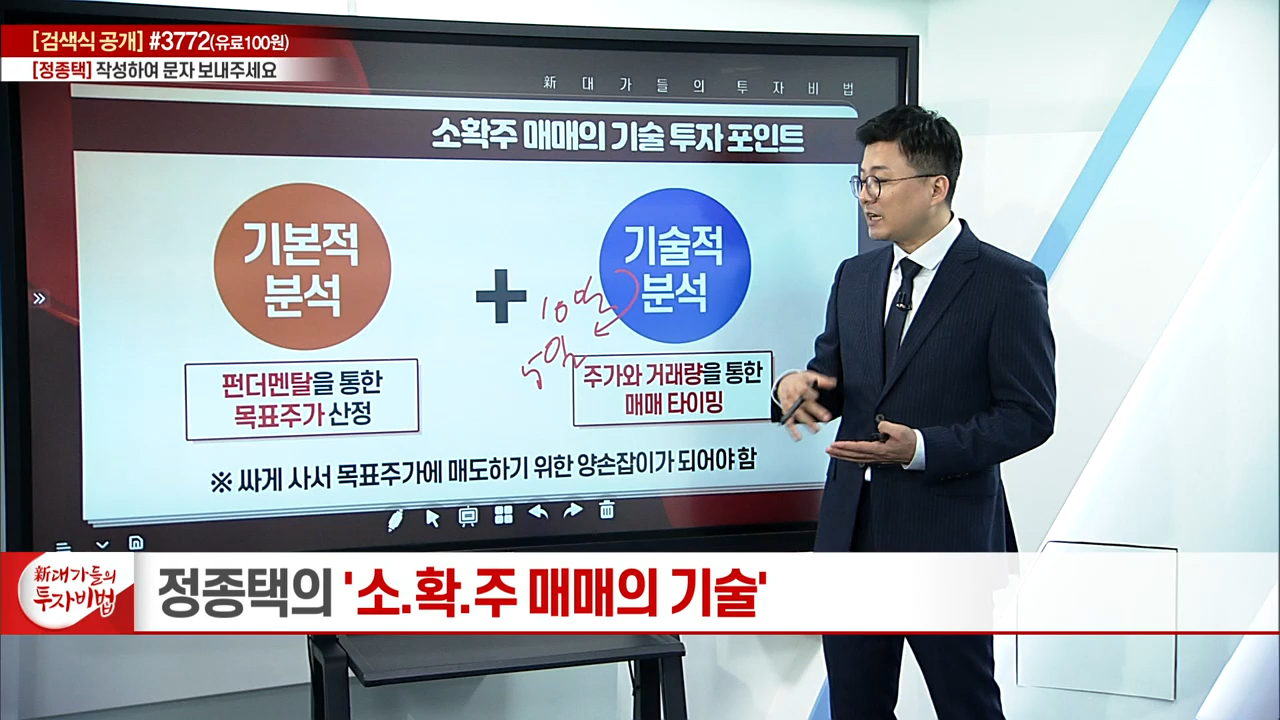 [검색식 공개] #3772(유료100원)
[정종택] 작성하여 문자 보내주세요
新 대 가 들 의 투 자 비 법
소확주 매매의 기술 투자 포인트
기본적
분석
+
기술적
분석
10일
5일
펀더멘탈을 통한
목표주가 산정
주가와 거래량을 통한
매매 타이밍
※ 싸게 사서 목표주가에 매도하기 위한 양손잡이가 되어야 함
新대가들의
투자비법
정종택의 '소.확.주 매매의 기술'